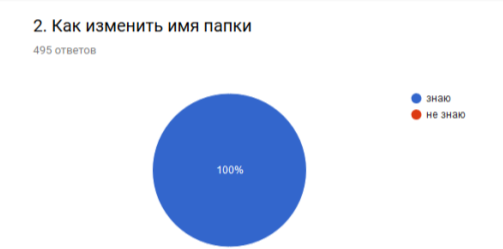 2. Как изменить имя папки
495 ответов
знаю
не знаю
100%